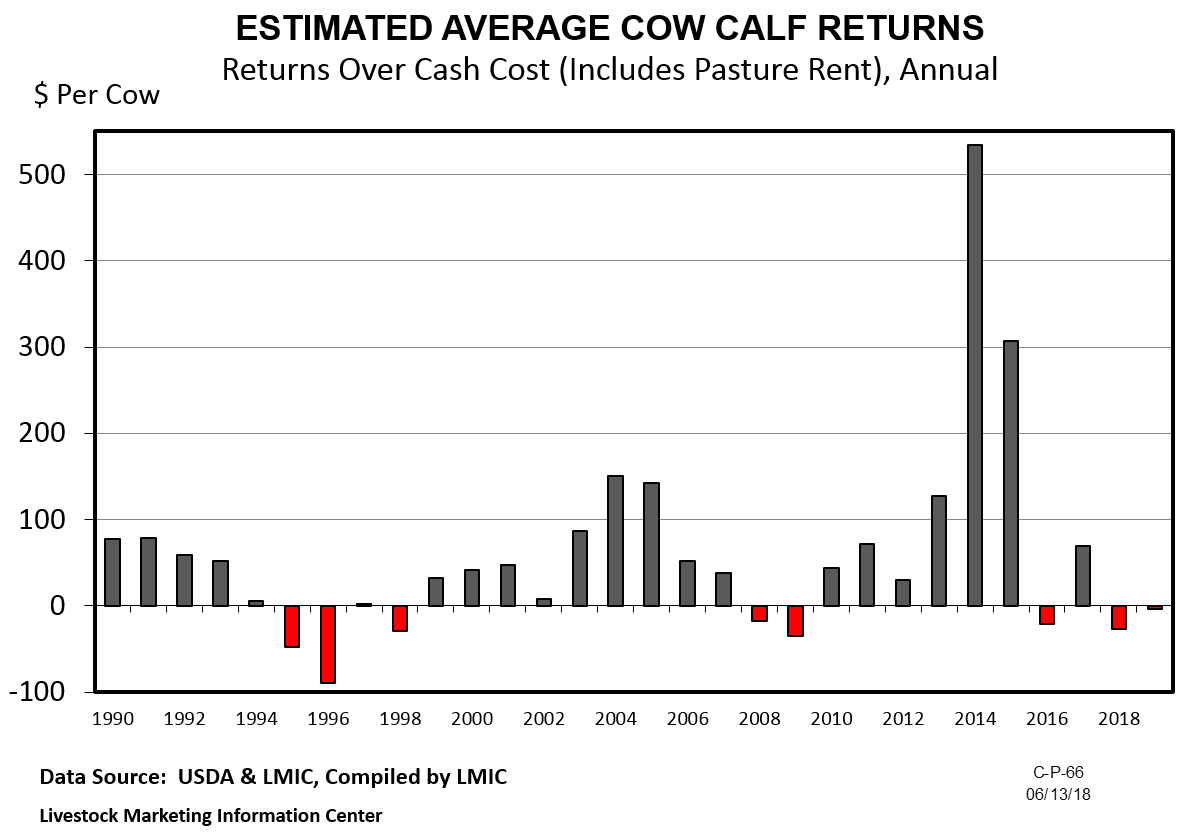 ESTIMATED AVERAGE COW CALF RETURNS
Returns Over Cash Cost (Includes Pasture Rent), Annual
$ Per Cow
500
400
300
200
100
0
-100
1990 1992 1994 1996 1998 2000 2002 2004 2006 2008 2010 2012 2014 2016 2018
Data Source:  USDA & LMIC, Compiled by LMIC
C-P-66
06/13/18
Livestock Marketing Information Center